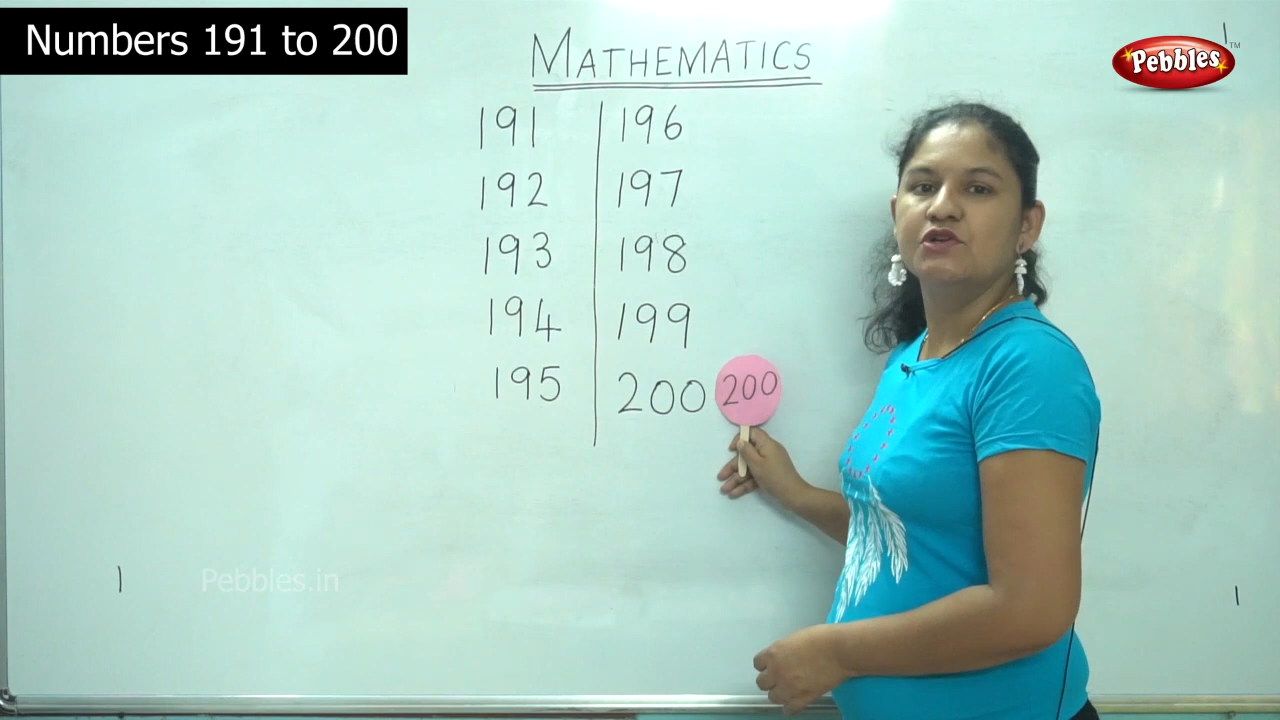 Numbers 191 to 200
MATHEMATICS
Pebbles TM
191 196
192 197
193 198
194 199
195 200 200
Pebbles.in